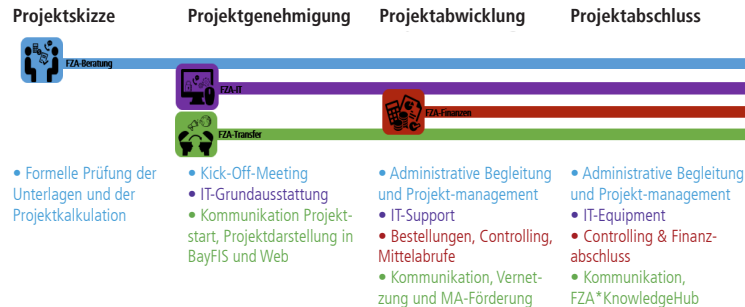 Projektskizze
Projektgenehmigung
Projektabwicklung
Projektabschluss
FZA-Beratung
FZA-IT
FZA-Finanzen
FZA-Transfer
• Formelle Prüfung der
Unterlagen und der
Projektkalkulation
• Kick-Off-Meeting
• IT-Grundausstattung
• Kommunikation Projekt-
start, Projektdarstellung in
BayFIS und Web
• Administrative Begleitung
und Projekt-management
• IT-Support
• Bestellungen, Controlling,
Mittelabrufe
• Kommunikation, Vernet-
zung und MA-Förderung
• Administrative Begleitung
und Projekt-management
• IT-Equipment
• Controlling & Finanz-
abschluss
• Kommunikation,
FZA*KnowledgeHub